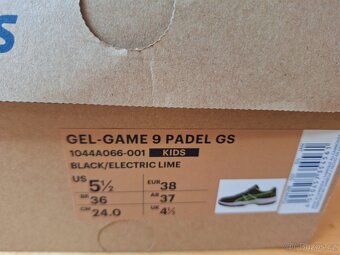 S
GEL-GAME 9 PADEL GS
1044A066-001 KIDS
BLACK/ELECTRIC LIME
US 5½ EUR 38
BR 36 AR 37
CM 24.0 UK 4½